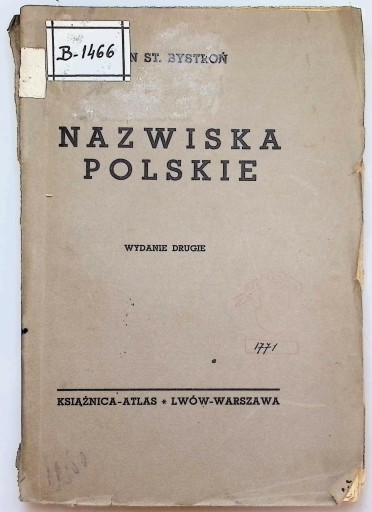 B-1466
N ST. BYSTROŃ
NAZWISKA
POLSKIE
WYDANIE DRUGIE
1771
KSIĄŻNICA-ATLAS * LWÓW-WARSZAWA